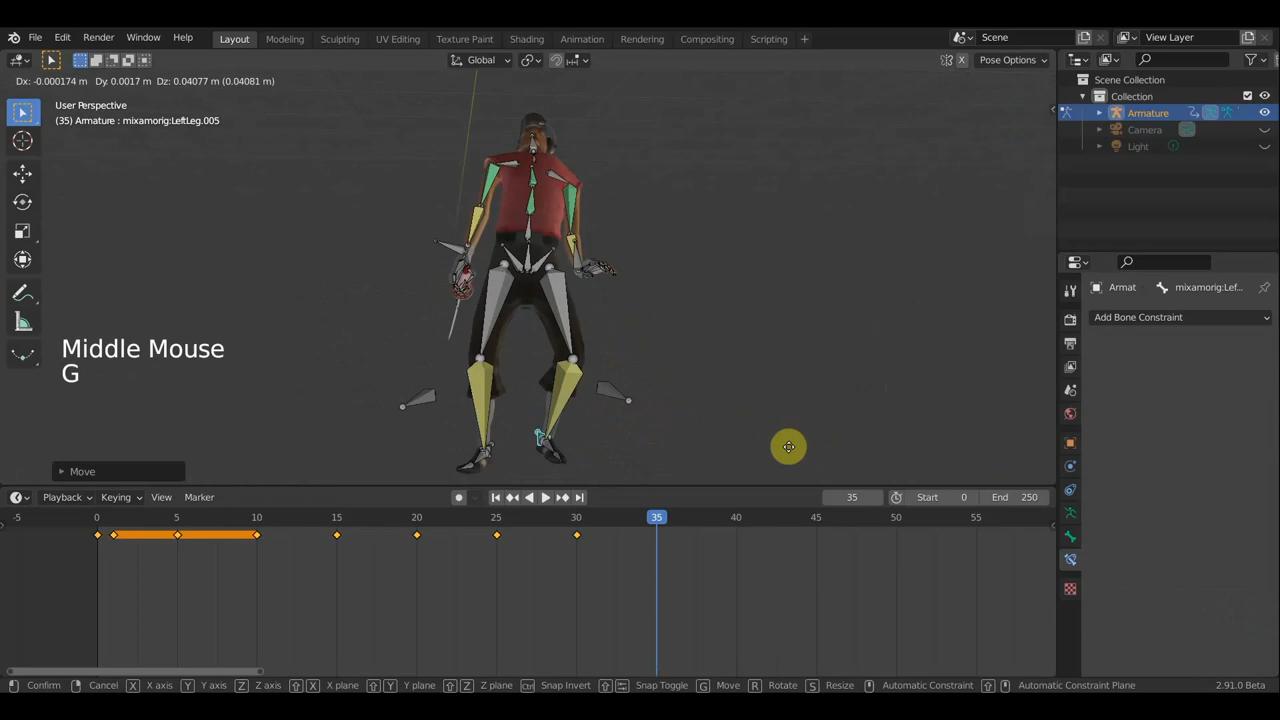 File Edit Render Window Help Layout Modeling Sculpting UV Editing Texture Paint Shading Animation Rendering Compositing Scripting + Scene View Layer
Global X Pose Options
Dx: -0.000174 m Dy: 0.0017 m Dz: 0.04077 m (0.04081 m)
Scene Collection
User Perspective
Collection
(35) Armature : mixamorig:LeftLeg.005
Armature
Camera
Light
Armat mixamorig:Lef...
Add Bone Constraint
Middle Mouse
G
Move
Playback Keying View Marker 35 Start 0 End 250
-5 0 5 10 15 20 25 30 35 40 45 50 55
Confirm Cancel X X axis Y Y axis Z Z axis X X plane Y Y plane Z Z plane Ctrl Snap Invert Snap Toggle G Move R Rotate S Resize Automatic Constraint Automatic Constraint Plane 2.91.0 Beta